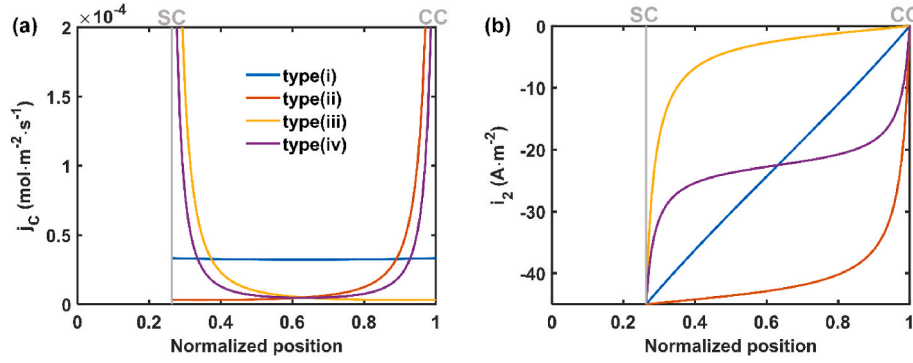 (a)
×10⁻⁴
SC
CC
2
1.5
1
0.5
0
j_C (mol·m⁻²·s⁻¹)
type(i)
type(ii)
type(iii)
type(iv)
0 0.2 0.4 0.6 0.8 1
Normalized position
(b)
SC
CC
0
-10
-20
-30
-40
i₂ (A·m⁻²)
0 0.2 0.4 0.6 0.8 1
Normalized position